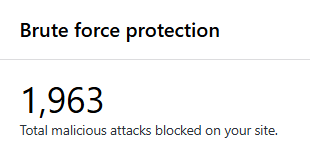 Brute force protection
1,963
Total malicious attacks blocked on your site.